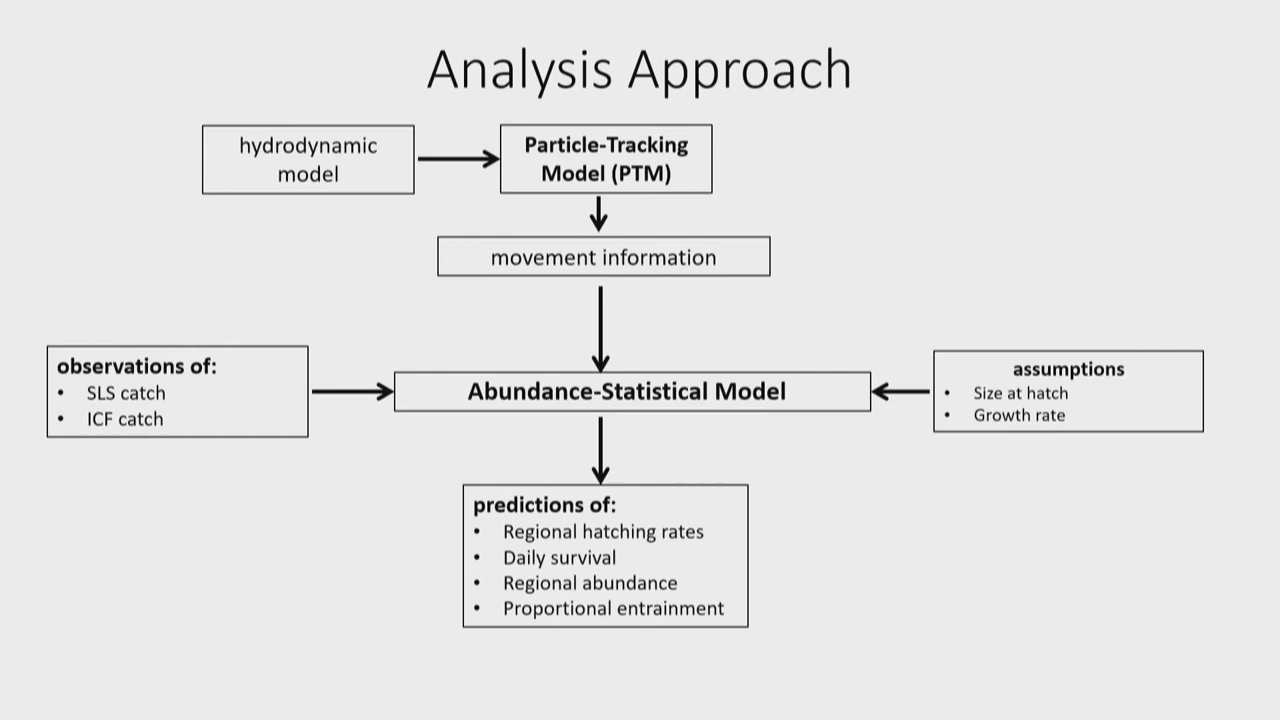 Analysis Approach
hydrodynamic
model
Particle-Tracking
Model (PTM)
movement information
observations of:
• SLS catch
• ICF catch
Abundance-Statistical Model
assumptions
• Size at hatch
• Growth rate
predictions of:
• Regional hatching rates
• Daily survival
• Regional abundance
• Proportional entrainment